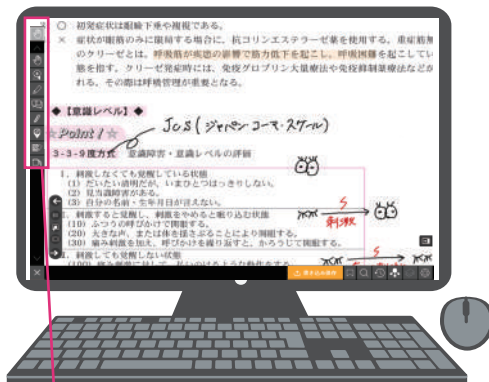 ○ 初発症状は眼瞼下垂や複視である。
× 症状が眼筋のみに限局する場合に、抗コリンエステラーゼ薬を使用する。重症筋無
のクリーゼとは、呼吸筋が疾患の影響で筋力低下を起こし、呼吸困難を起こしてい
態を指す。クリーゼ発症時には、免疫グロブリン大量療法や免疫抑制薬療法などが
れる。その際は呼吸管理が重要となる。
◆【意識レベル】◆
☆Point!☆
JCS(ジャパン・コーマ・スケール)
3-3-9度方式 意識障害・意識レベルの評価
I. 刺激しなくても覚醒している状態
(1) だいたい清明だが、いまひとつはっきりしない。
(2) 見当識障害がある。
(3) 自分の名前・生年月日が言えない。
II. 刺激すると覚醒し、刺激をやめると眠り込む状態
(10) ふつうの呼びかけで開眼する。
(20) 大きな声、または体を揺さぶることにより開眼する。
(30) 痛み刺激を加え、呼びかけを繰り返すと、かろうじて開眼する。
S
刺激
III. 刺激しても覚醒しない状態
S